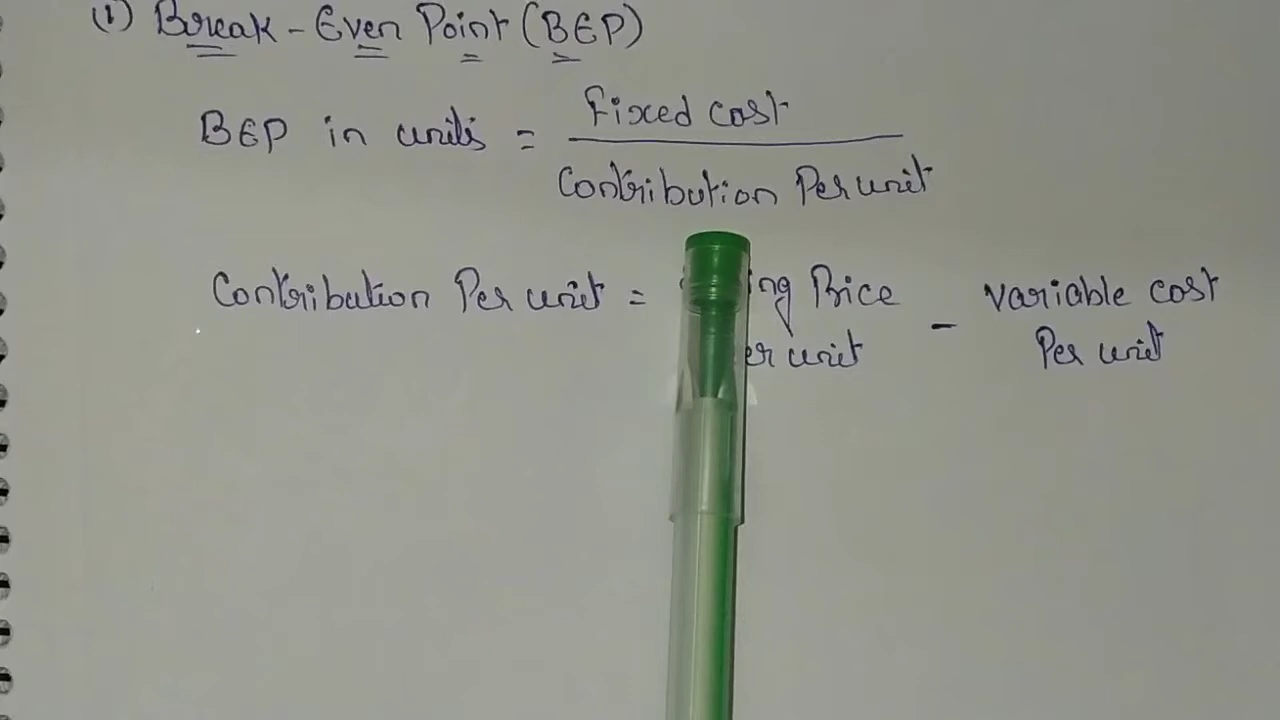 (1) Break-Even Point (BEP)
BEP in units = Fixed cost
Contribution Per unit
Contribution Per unit = Price - variable cost
unit Per unit